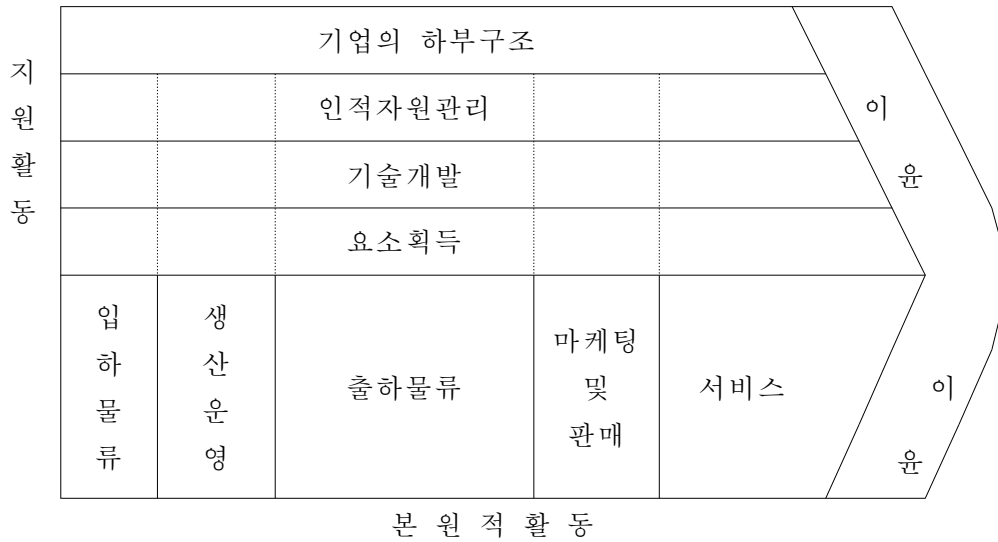 지원활동
기업의 하부구조
인적자원관리
기술개발
요소획득
이윤
입하물류
생산운영
출하물류
마케팅
및
판매
서비스
이윤
본원적활동